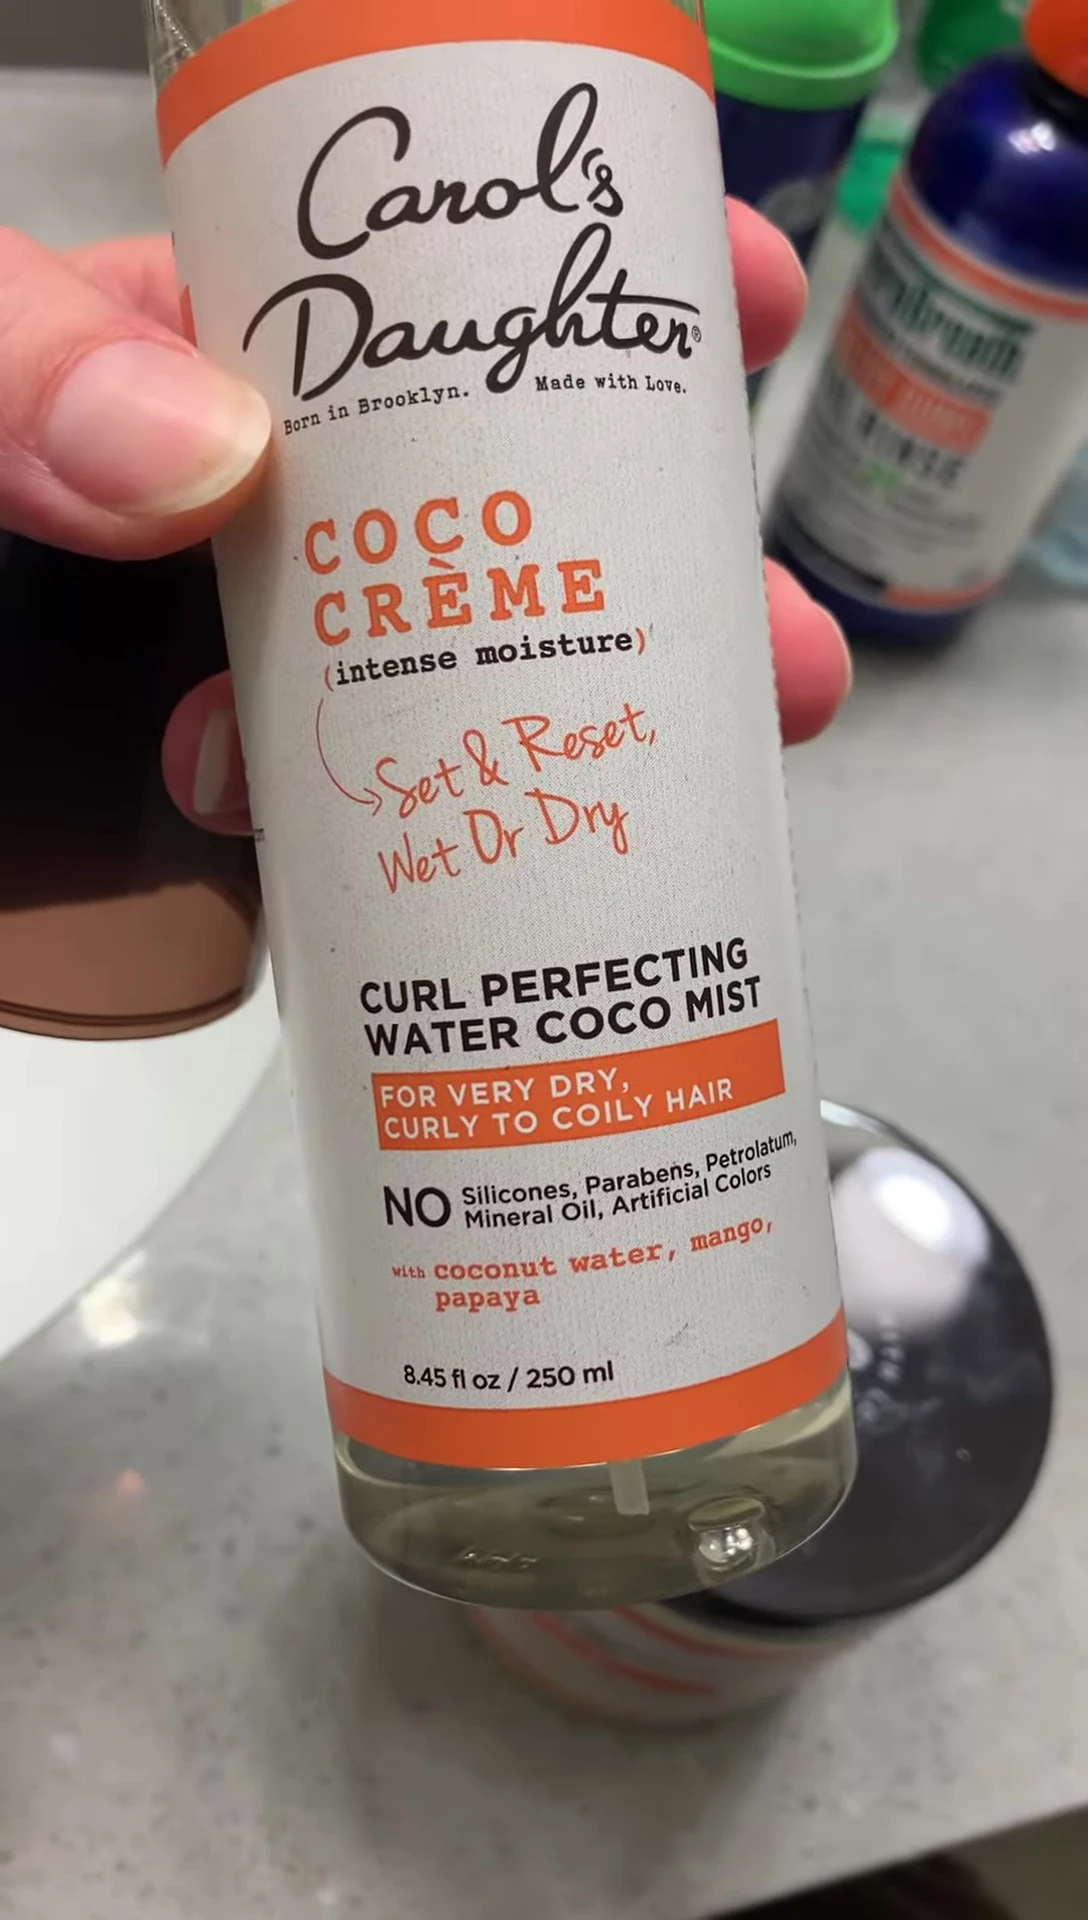 Carol's
Daughter®
Born in Brooklyn. Made with Love.
COCO
CRÈME
(intense moisture)
Set & Reset,
Wet Or Dry
CURL PERFECTING
WATER COCO MIST
FOR VERY DRY,
CURLY TO COILY HAIR
NO Silicones, Parabens, Petrolatum,
Mineral Oil, Artificial Colors
with coconut water, mango,
papaya
8.45 fl oz / 250 ml
RINSE